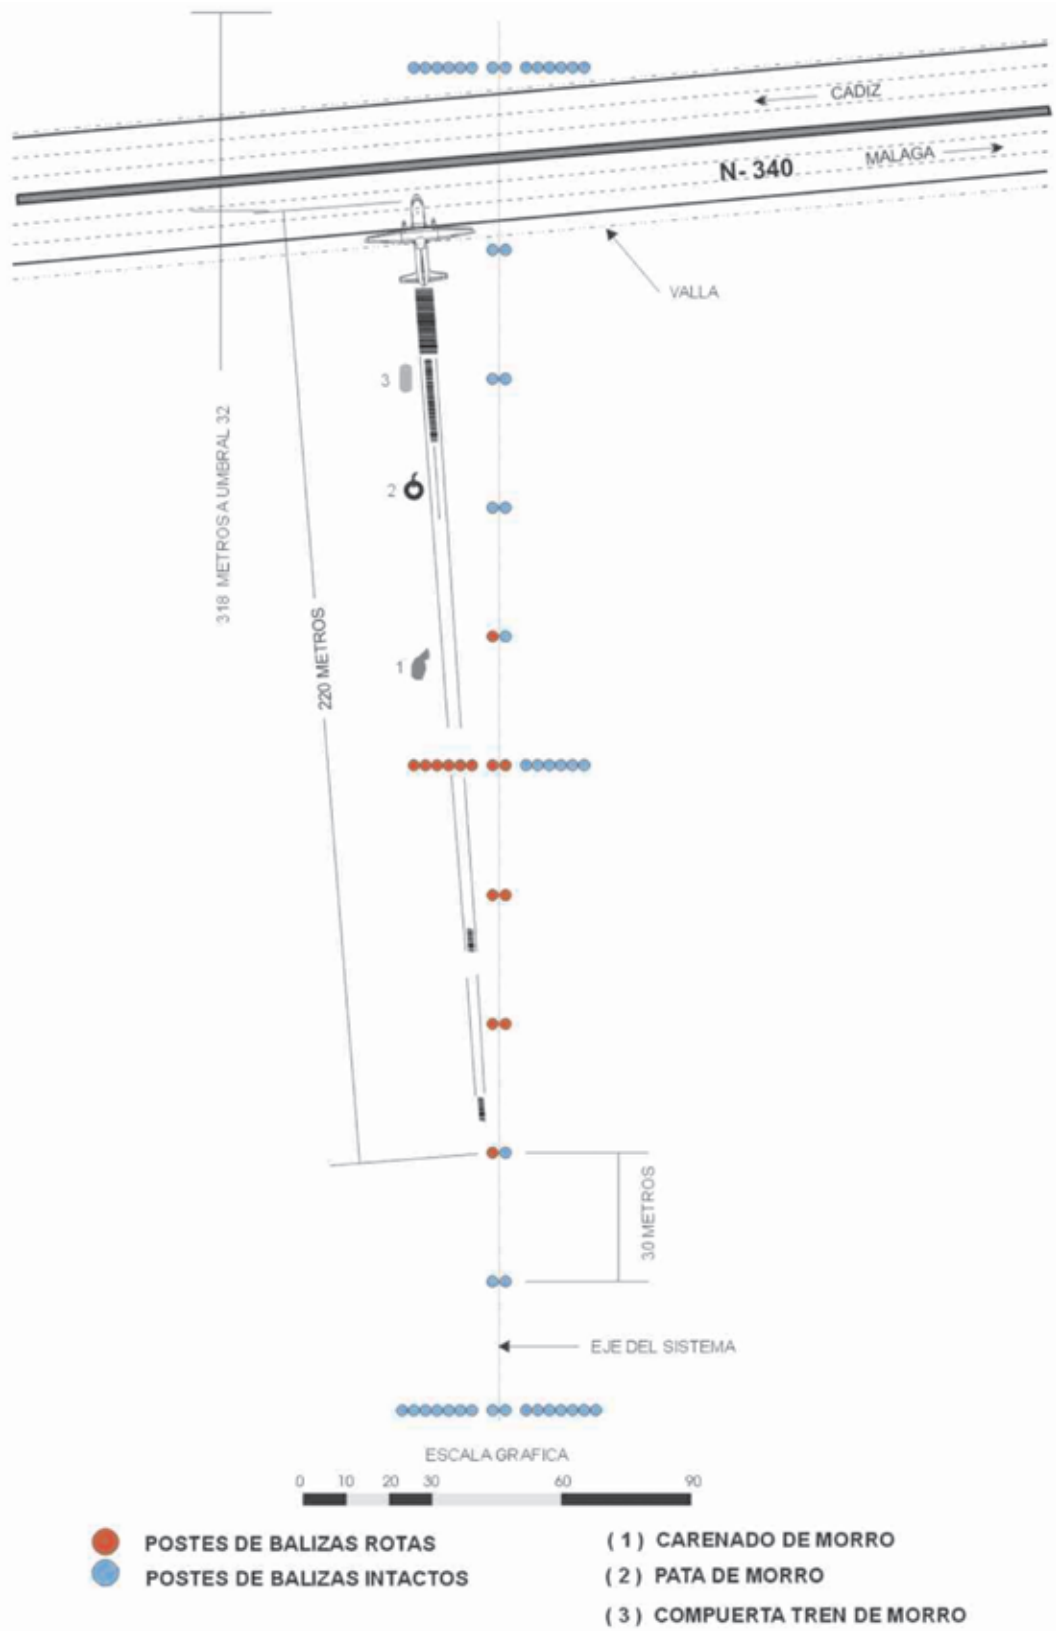 CADIZ
MALAGA
N- 340
VALLA
3
2
318 METROS A UMBRAL 32
220 METROS
1
30 METROS
EJE DEL SISTEMA
ESCALA GRAFICA
0 10 20 30 60 90
POSTES DE BALIZAS ROTAS
POSTES DE BALIZAS INTACTOS
( 1 ) CARENADO DE MORRO
( 2 ) PATA DE MORRO
( 3 ) COMPUERTA TREN DE MORRO